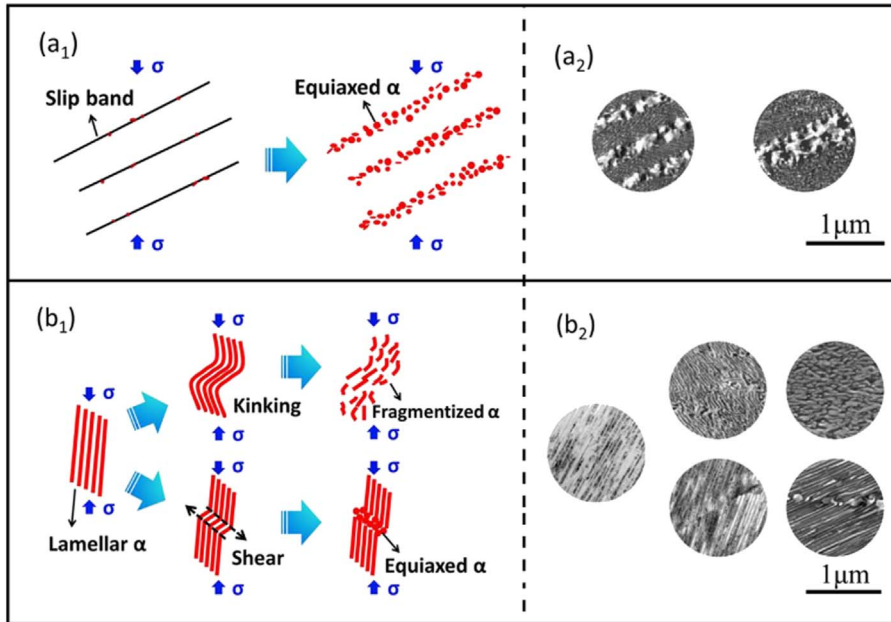 (a₁)
σ
σ
Slip band
Equiaxed α
σ
σ
(a₂)
1μm
(b₁)
σ
σ
σ
Kinking
Fragmentized α
σ
σ
σ
σ
σ
Lamellar α
Shear
Equiaxed α
σ
σ
(b₂)
1μm